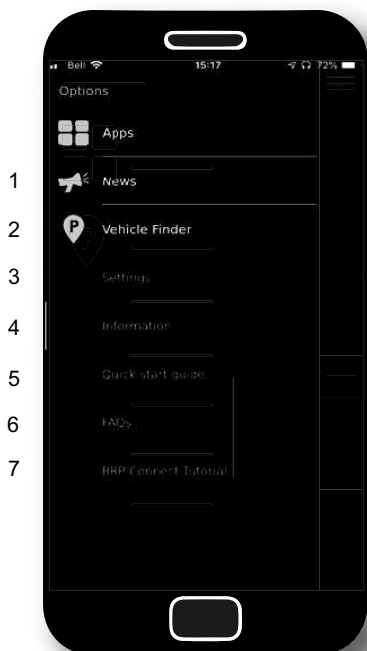 Bell 15:17 72%
Options
Apps
1 News
2 P Vehicle Finder
3 Settings
4 Information
5 Quick start guide
6 FAQs
7 BRP Connect Tutorial